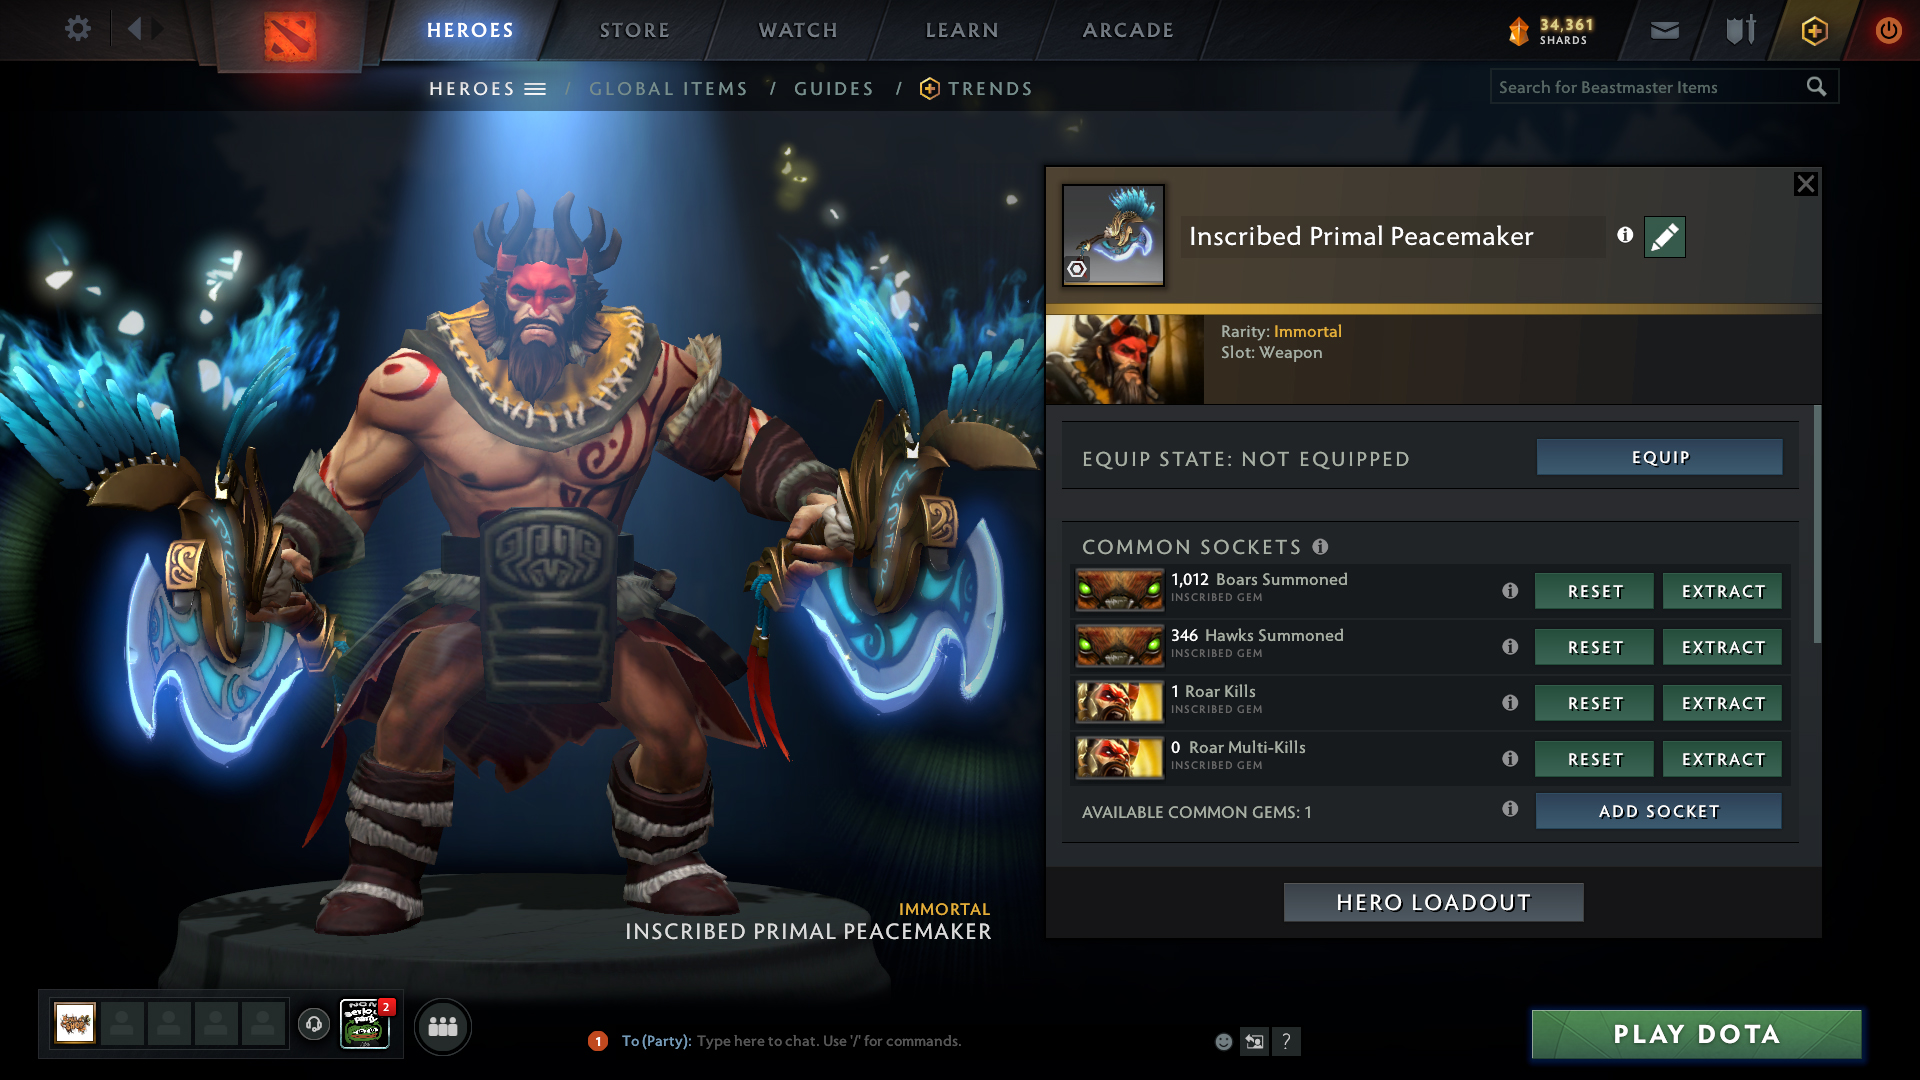 HEROES
STORE
WATCH
LEARN
ARCADE
34,361
SHARDS
HEROES / GLOBAL ITEMS / GUIDES / TRENDS
Search for Beastmaster Items
Inscribed Primal Peacemaker
Rarity: Immortal
Slot: Weapon
EQUIP STATE: NOT EQUIPPED
EQUIP
COMMON SOCKETS
1,012 Boars Summoned
INSCRIBED GEM
RESET
EXTRACT
346 Hawks Summoned
INSCRIBED GEM
RESET
EXTRACT
1 Roar Kills
INSCRIBED GEM
RESET
EXTRACT
0 Roar Multi-Kills
INSCRIBED GEM
RESET
EXTRACT
AVAILABLE COMMON GEMS: 1
ADD SOCKET
HERO LOADOUT
IMMORTAL
INSCRIBED PRIMAL PEACEMAKER
2
1
To (Party): Type here to chat. Use '/' for commands.
?
PLAY DOTA